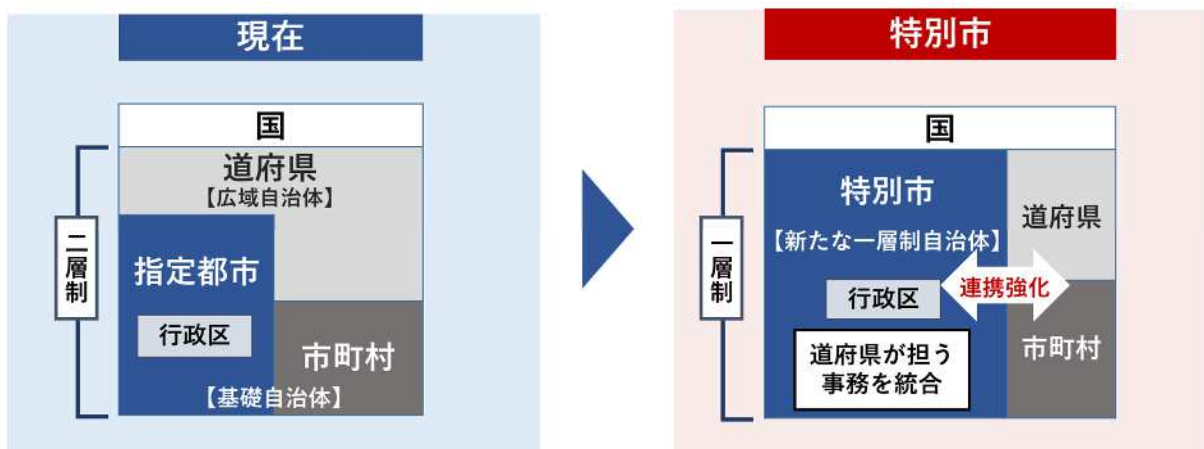 現在
国
道府県
【広域自治体】
二層制
指定都市
行政区
市町村
【基礎自治体】
特別市
国
一層制
特別市
【新たな一層制自治体】
道府県
行政区
連携強化
道府県が担う
事務を統合
市町村